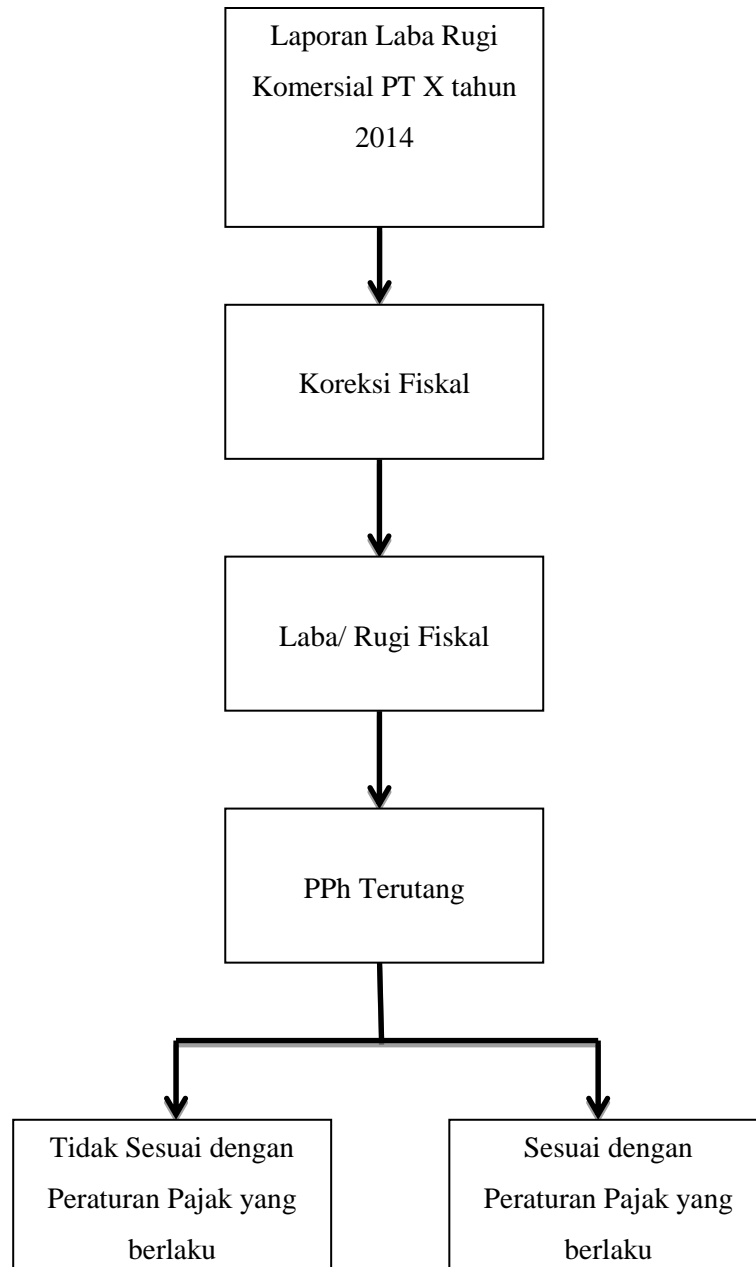 Laporan Laba Rugi
Komersial PT X tahun
2014
Koreksi Fiskal
Laba/ Rugi Fiskal
PPh Terutang
Tidak Sesuai dengan
Peraturan Pajak yang
berlaku
Sesuai dengan
Peraturan Pajak yang
berlaku